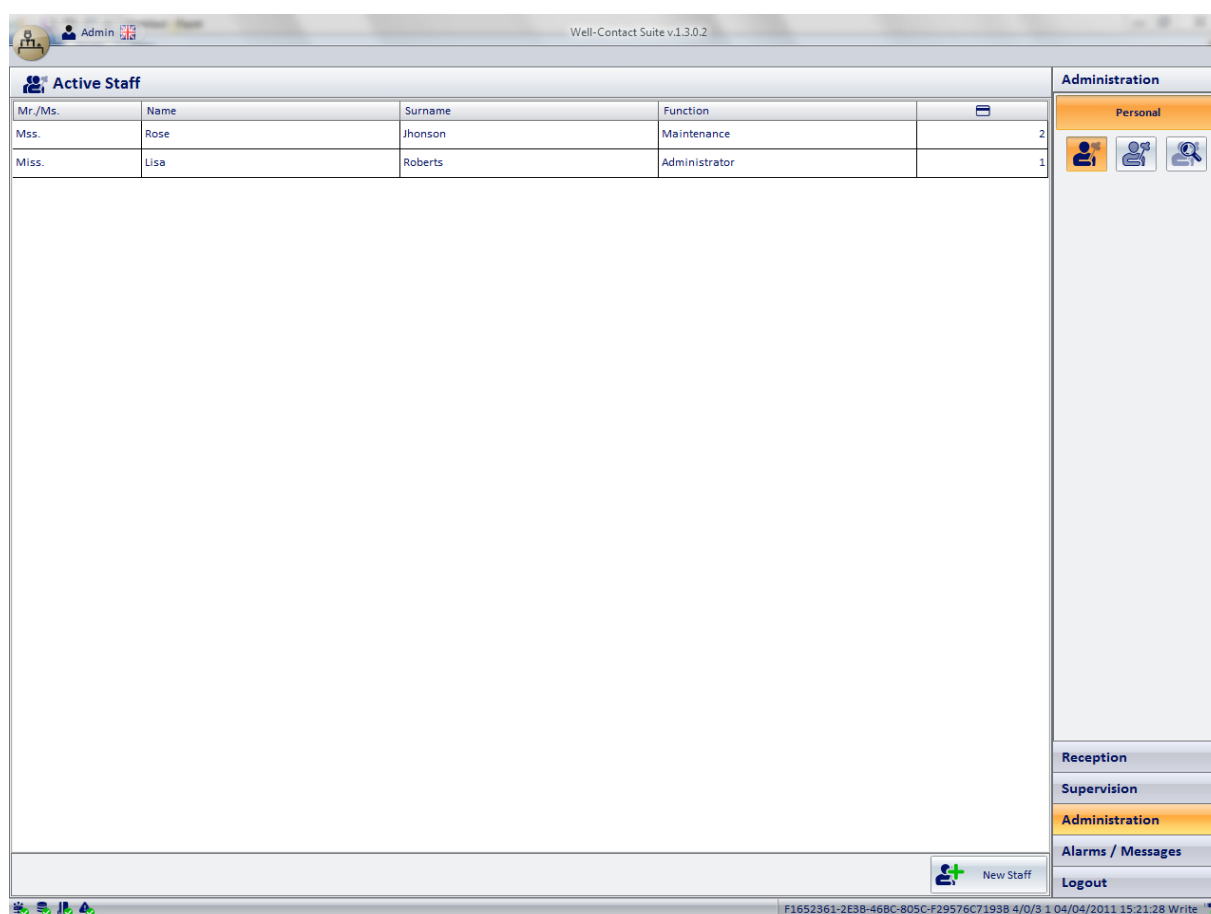 Admin
Well-Contact Suite v.1.3.0.2
Active Staff
Mr./Ms. Name Surname Function
Mss. Rose Jhonson Maintenance 2
Miss. Lisa Roberts Administrator 1
New Staff
Administration
Personal
Reception
Supervision
Administration
Alarms / Messages
Logout
F1652361-2E3B-46BC-805C-F29576C7193B 4/0/3 1 04/04/2011 15:21:28 Write